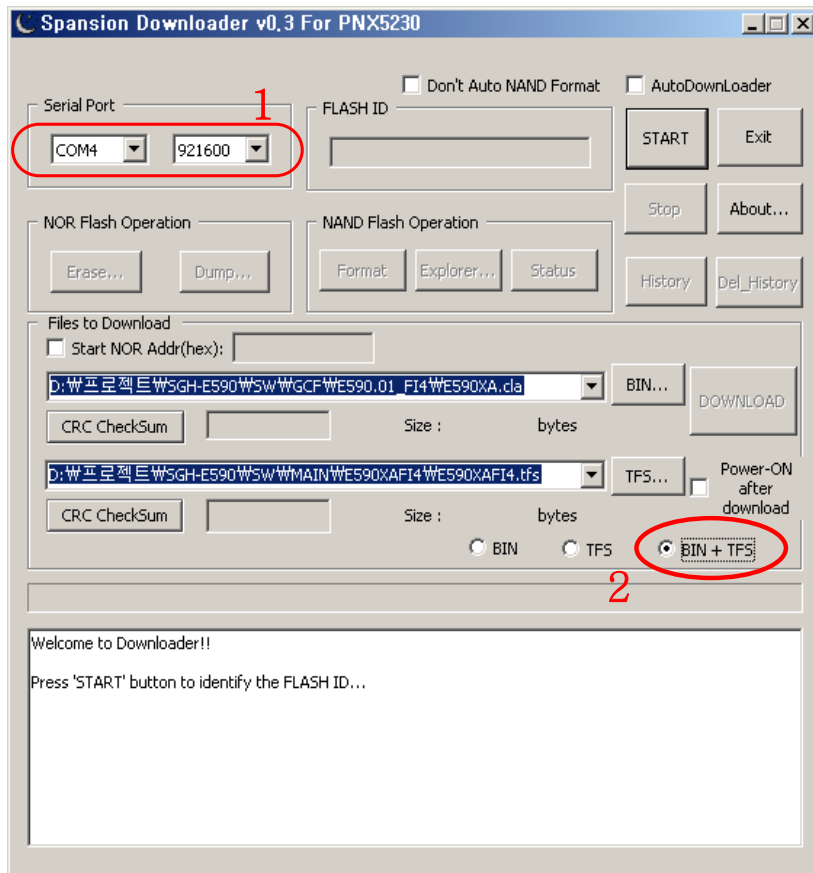 Spansion Downloader v0.3 For PNX5230
Don't Auto NAND Format
AutoDownLoader
Serial Port
1
FLASH ID
COM4
921600
START
Exit
Stop
About...
NOR Flash Operation
NAND Flash Operation
Erase...
Dump...
Format
Explorer...
Status
History
Del_History
Files to Download
Start NOR Addr(hex):
D:₩프로젝트₩SGH-E590₩SW₩GCF₩E590.01_FI4₩E590XA.cla
BIN...
DOWNLOAD
CRC CheckSum
Size :
bytes
D:₩프로젝트₩SGH-E590₩SW₩MAIN₩E590XAFI4₩E590XAFI4.tfs
TFS...
Power-ON
after
download
CRC CheckSum
Size :
bytes
BIN
TFS
BIN + TFS
2
Welcome to Downloader!!
Press 'START' button to identify the FLASH ID...